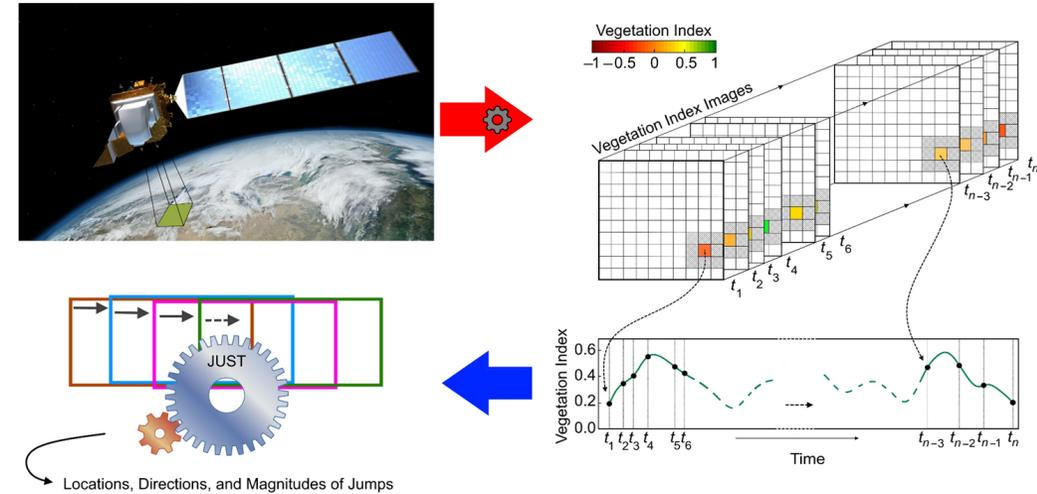 Vegetation Index
−1 −0.5 0 0.5 1
Vegetation Index Images
t1 t2 t3 t4 t5 t6
tn−3 tn−2 tn−1 tn
JUST
Locations, Directions, and Magnitudes of Jumps
Vegetation Index
0.6
0.4
0.2
0.0
t1 t2 t3 t4 t5 t6 tn−3 tn−2 tn−1 tn
Time